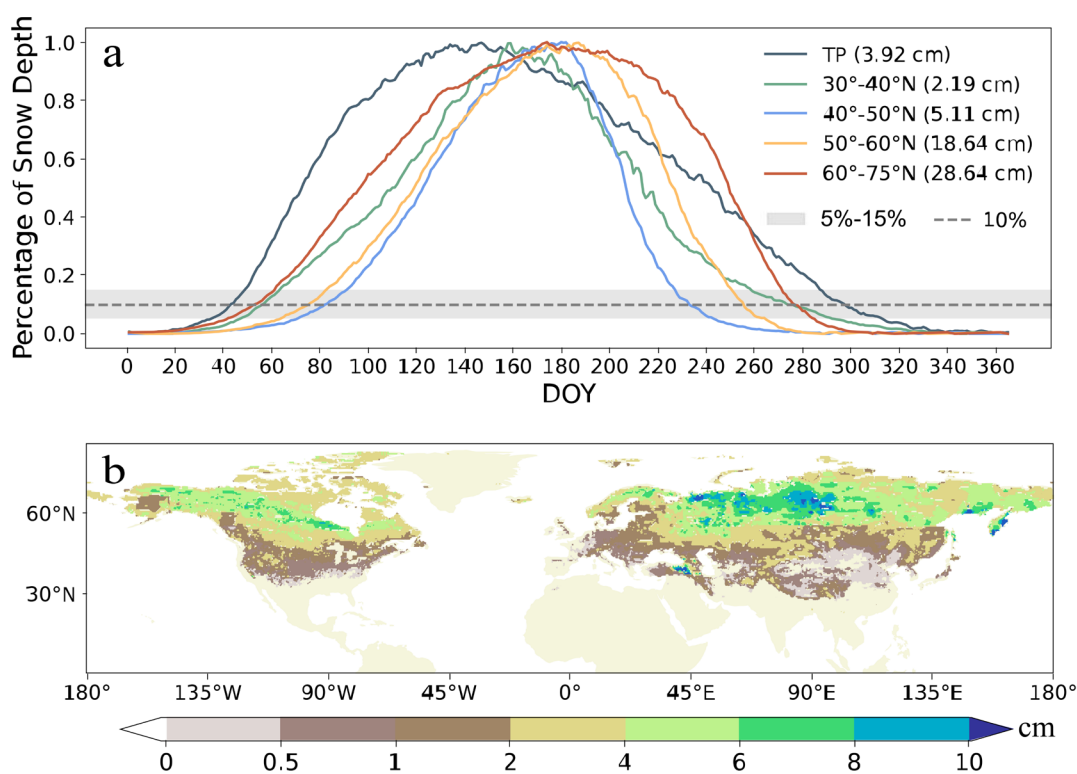 a
Percentage of Snow Depth
1.0
0.8
0.6
0.4
0.2
0.0
TP (3.92 cm)
30°-40°N (2.19 cm)
40°-50°N (5.11 cm)
50°-60°N (18.64 cm)
60°-75°N (28.64 cm)
5%-15%
10%
0 20 40 60 80 100 120 140 160 180 200 220 240 260 280 300 320 340 360
DOY
b
60°N
30°N
180° 135°W 90°W 45°W 0° 45°E 90°E 135°E 180°
cm
0 0.5 1 2 4 6 8 10